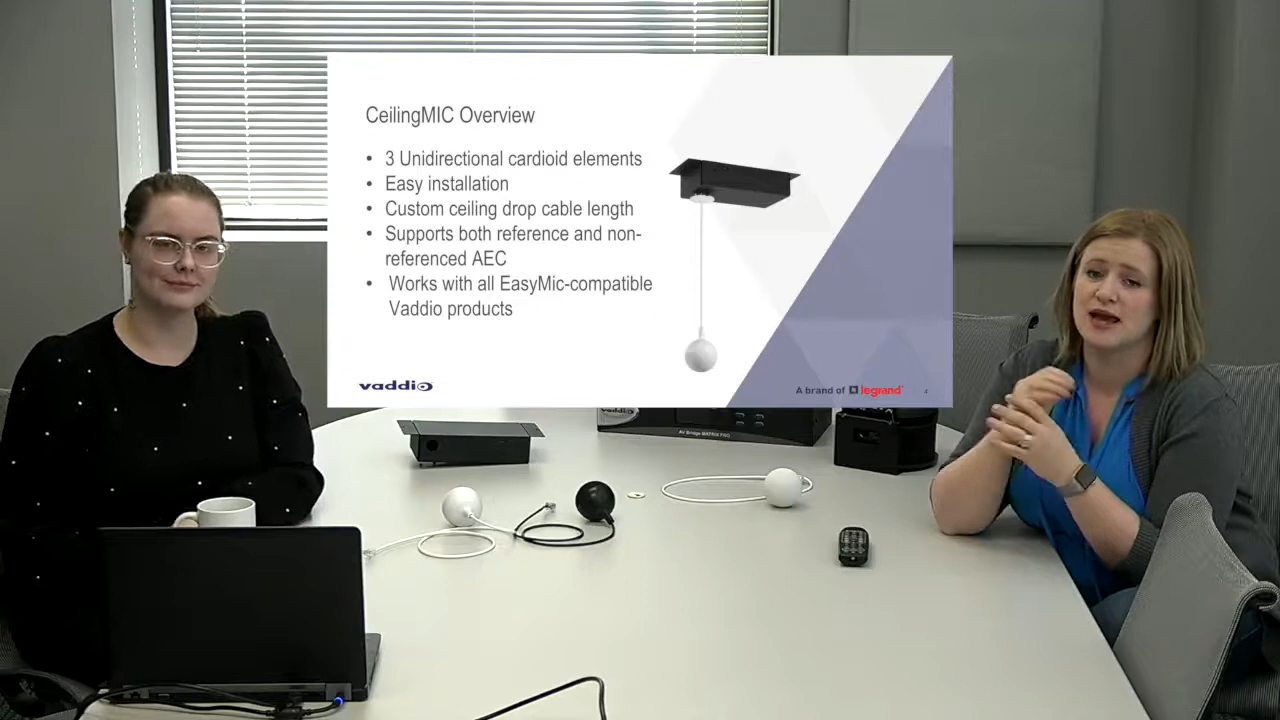 CeilingMIC Overview
• 3 Unidirectional cardioid elements
• Easy installation
• Custom ceiling drop cable length
• Supports both reference and non-
referenced AEC
• Works with all EasyMic-compatible
Vaddio products
vaddio
A brand of legrand
vaddio
AV Bridge MATRIX PRO